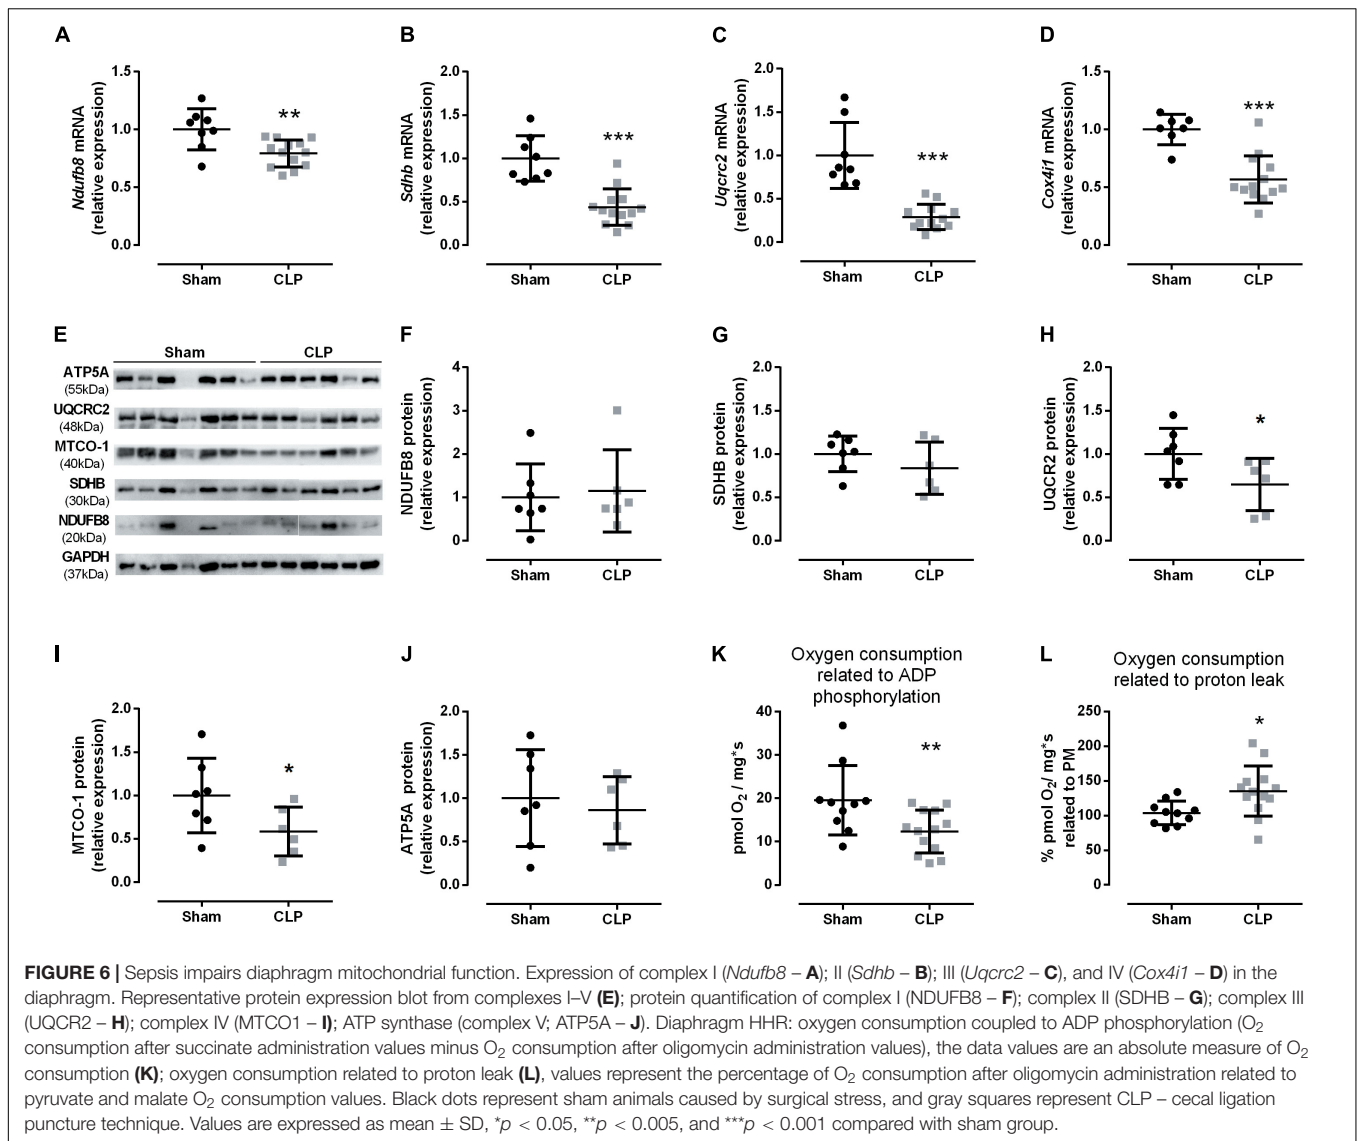 A
Ndufb8 mRNA
(relative expression)
1.5
1.0
0.5
0.0
**
Sham
CLP
B
Sdhb mRNA
(relative expression)
2.0
1.5
1.0
0.5
0.0
***
Sham
CLP
C
Uqcrc2 mRNA
(relative expression)
2.0
1.5
1.0
0.5
0.0
***
Sham
CLP
D
Cox4i1 mRNA
(relative expression)
1.5
1.0
0.5
0.0
***
Sham
CLP
E
Sham
CLP
ATP5A
(55kDa)
UQCRC2
(48kDa)
MTCO-1
(40kDa)
SDHB
(30kDa)
NDUFB8
(20kDa)
GAPDH
(37kDa)
F
NDUFB8 protein
(relative expression)
4
3
2
1
0
Sham
CLP
G
SDHB protein
(relative expression)
2.0
1.5
1.0
0.5
0.0
Sham
CLP
H
UQCR2 protein
(relative expression)
2.0
1.5
1.0
0.5
0.0
*
Sham
CLP
I
MTCO-1 protein
(relative expression)
2.0
1.5
1.0
0.5
0.0
*
Sham
CLP
J
ATP5A protein
(relative expression)
2.0
1.5
1.0
0.5
0.0
Sham
CLP
K
Oxygen consumption
related to ADP
phosphorylation
pmol O2 / mg*s
40
30
20
10
0
**
Sham
CLP
L
Oxygen consumption
related to proton leak
% pmol O2/ mg*s
related to PM
250
200
150
100
50
0
*
Sham
CLP
FIGURE 6 | Sepsis impairs diaphragm mitochondrial function. Expression of complex I (Ndufb8 – A); II (Sdhb – B); III (Uqcrc2 – C), and IV (Cox4i1 – D) in the
diaphragm. Representative protein expression blot from complexes I–V (E); protein quantification of complex I (NDUFB8 – F); complex II (SDHB – G); complex III
(UQCR2 – H); complex IV (MTCO1 – I); ATP synthase (complex V; ATP5A – J). Diaphragm HHR: oxygen consumption coupled to ADP phosphorylation (O2
consumption after succinate administration values minus O2 consumption after oligomycin administration values), the data values are an absolute measure of O2
consumption (K); oxygen consumption related to proton leak (L), values represent the percentage of O2 consumption after oligomycin administration related to
pyruvate and malate O2 consumption values. Black dots represent sham animals caused by surgical stress, and gray squares represent CLP – cecal ligation
puncture technique. Values are expressed as mean ± SD, *p < 0.05, **p < 0.005, and ***p < 0.001 compared with sham group.